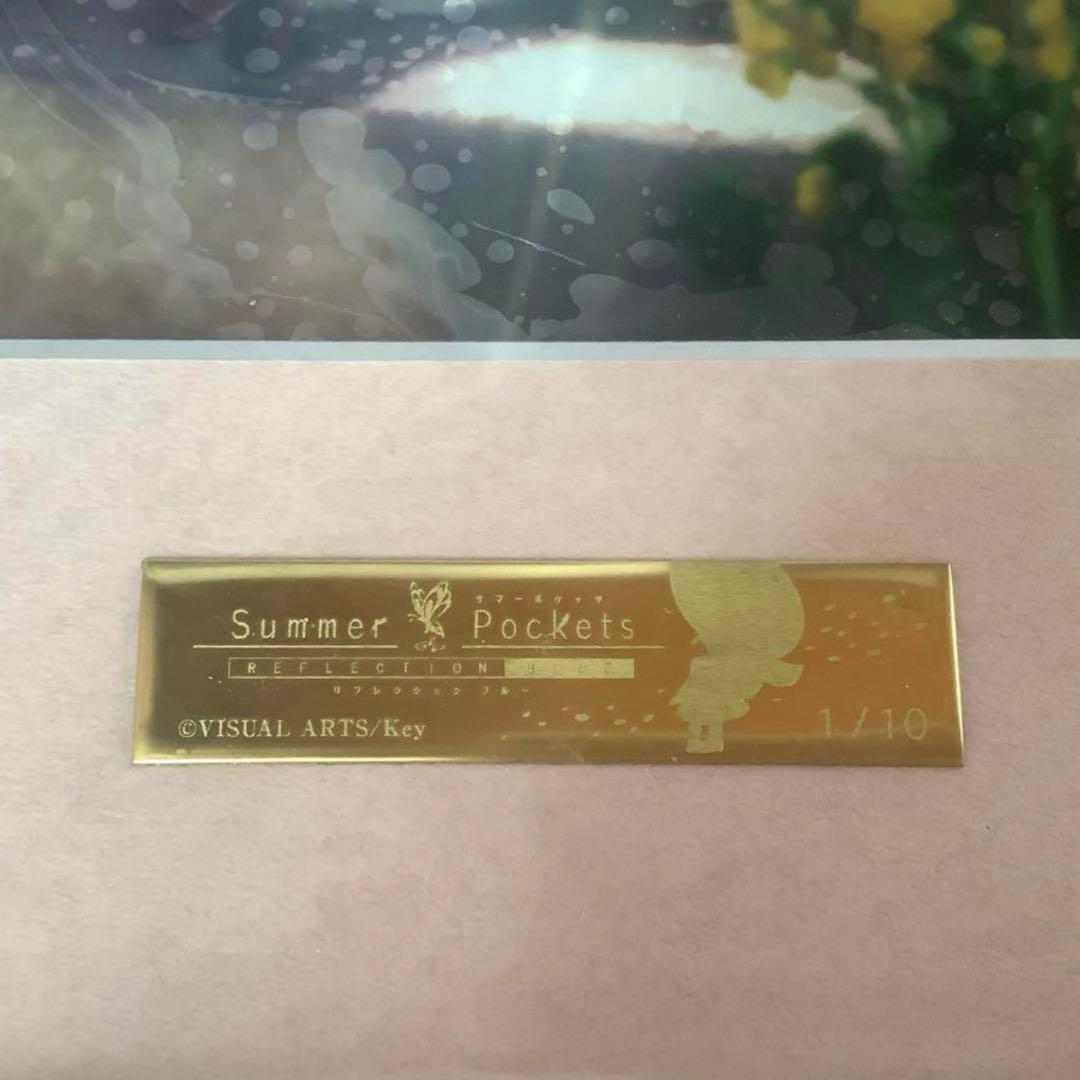 サマーポケッツ
Summer Pockets
REFLECTION BLUE
リフレクション ブルー
©VISUAL ARTS/Key
1/10